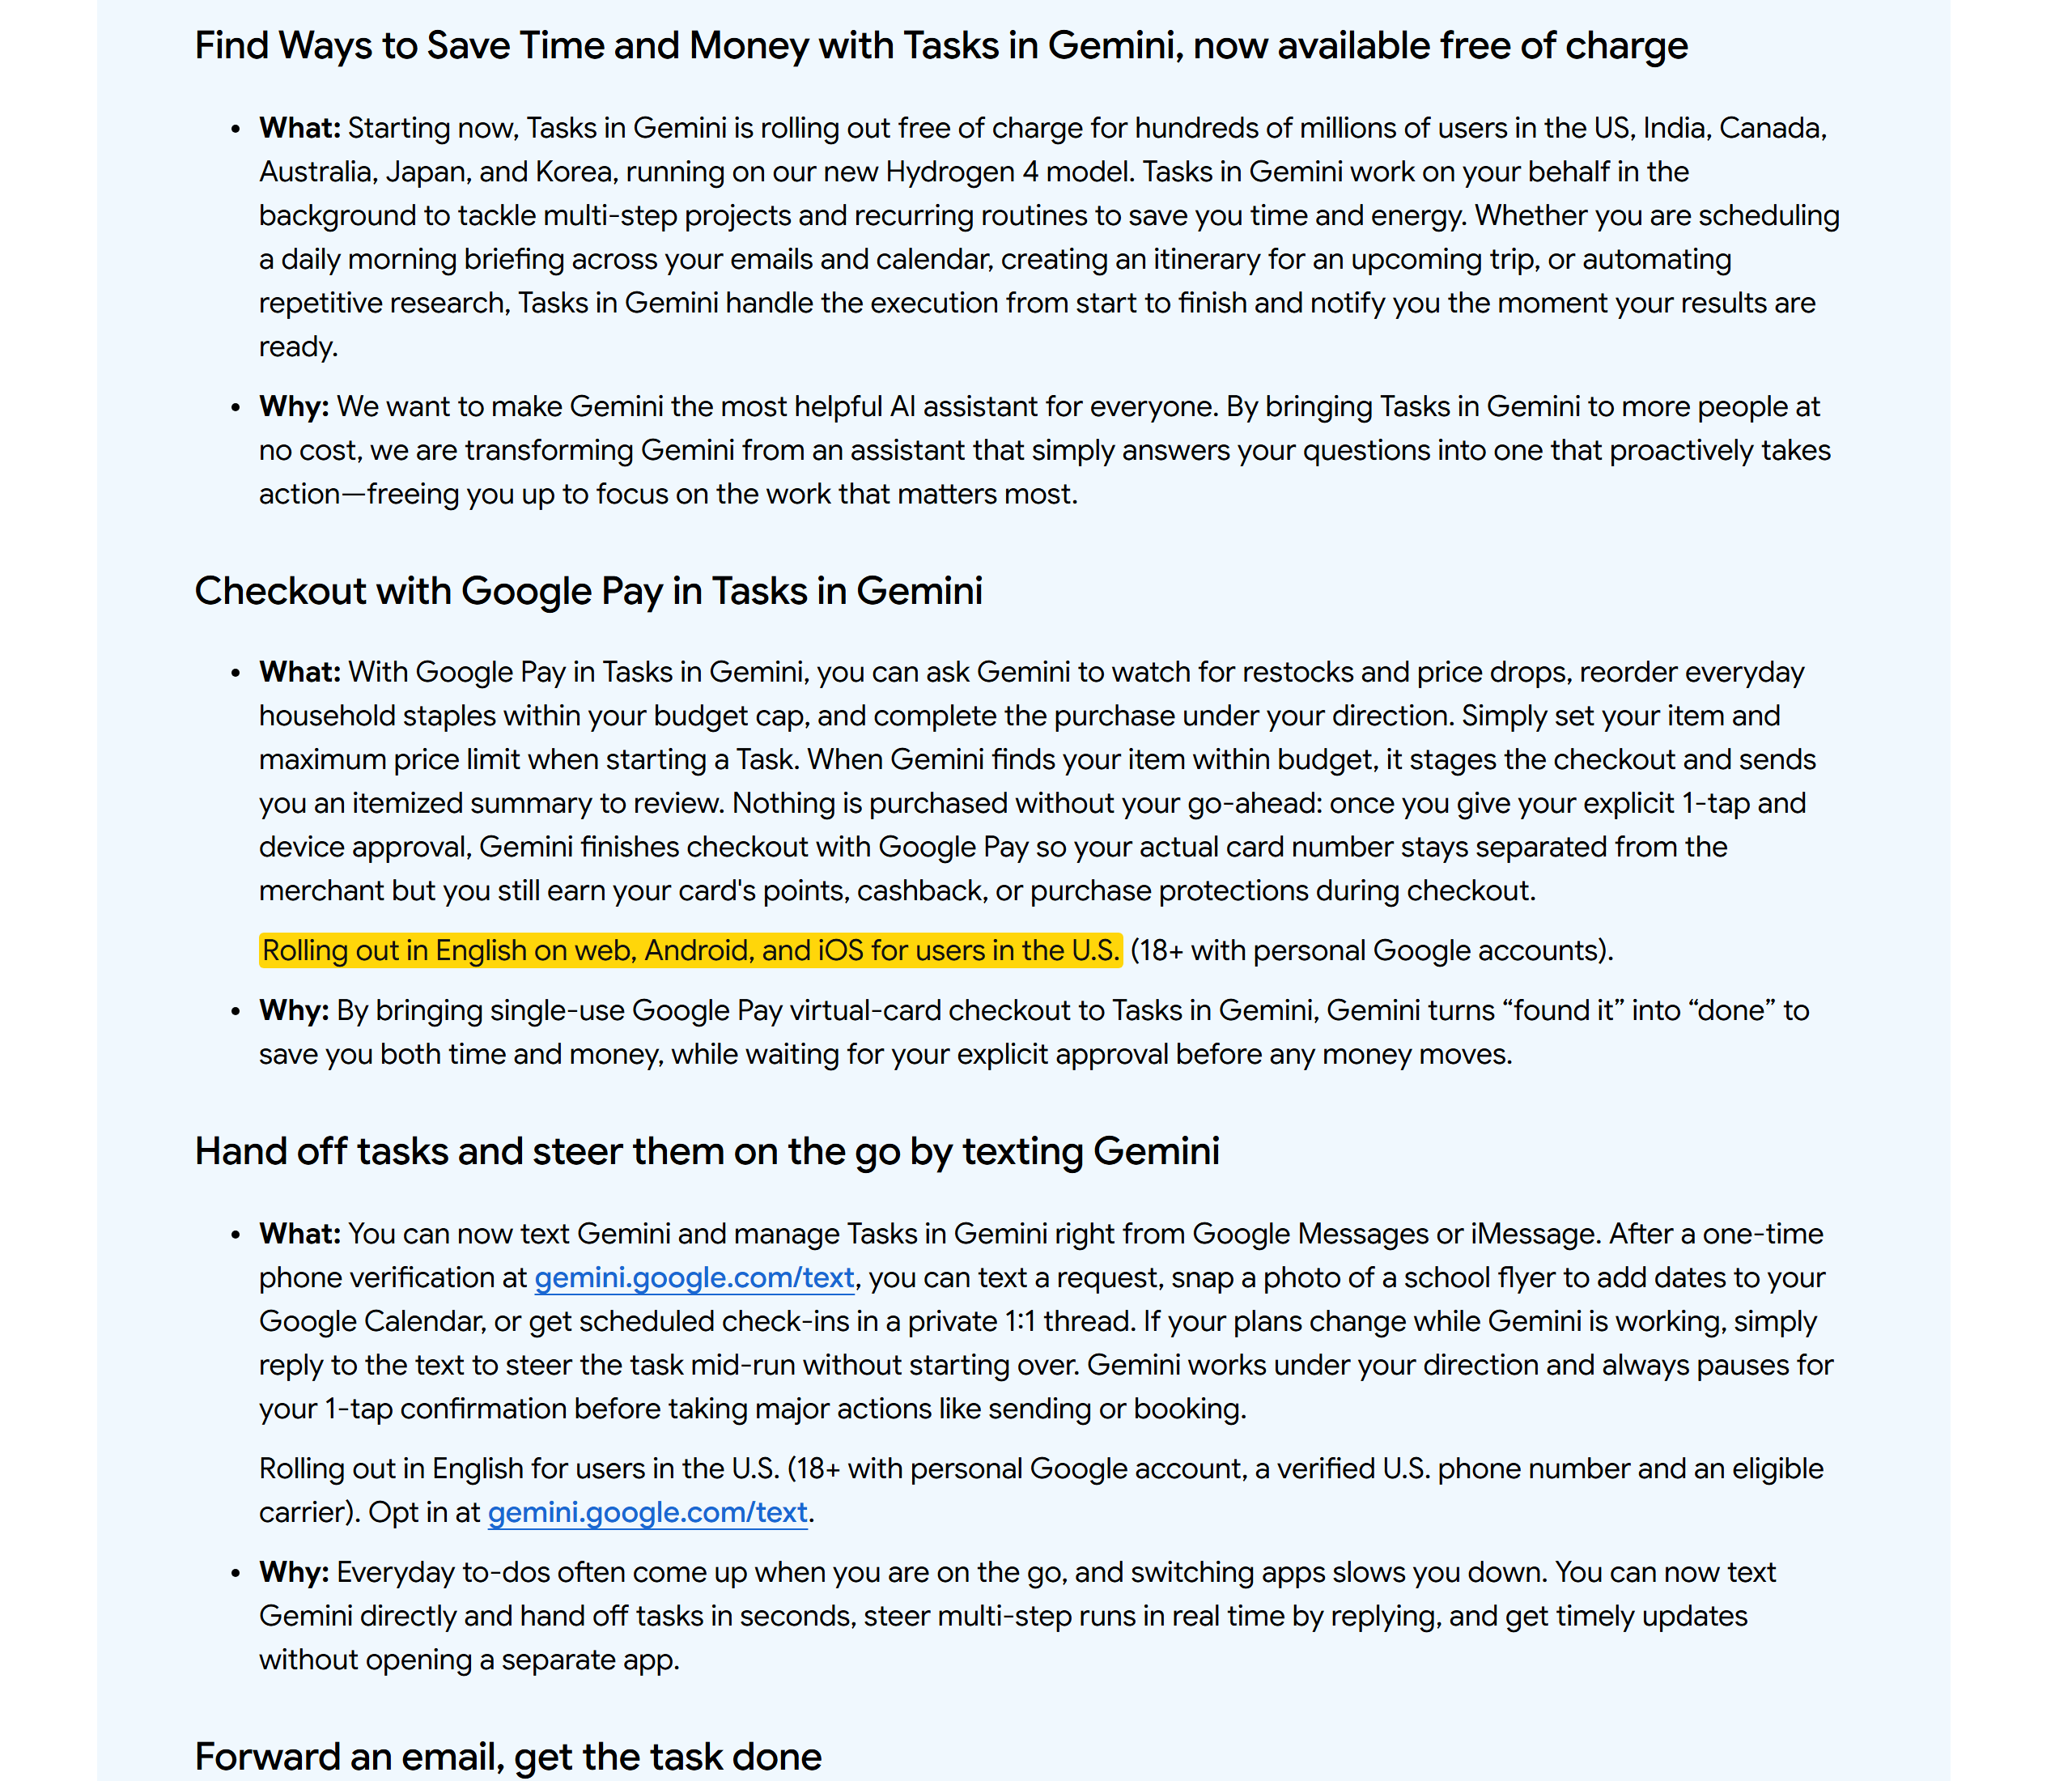 Find Ways to Save Time and Money with Tasks in Gemini, now available free of charge
• What: Starting now, Tasks in Gemini is rolling out free of charge for hundreds of millions of users in the US, India, Canada,
Australia, Japan, and Korea, running on our new Hydrogen 4 model. Tasks in Gemini work on your behalf in the
background to tackle multi-step projects and recurring routines to save you time and energy. Whether you are scheduling
a daily morning briefing across your emails and calendar, creating an itinerary for an upcoming trip, or automating
repetitive research, Tasks in Gemini handle the execution from start to finish and notify you the moment your results are
ready.
• Why: We want to make Gemini the most helpful AI assistant for everyone. By bringing Tasks in Gemini to more people at
no cost, we are transforming Gemini from an assistant that simply answers your questions into one that proactively takes
action—freeing you up to focus on the work that matters most.
Checkout with Google Pay in Tasks in Gemini
• What: With Google Pay in Tasks in Gemini, you can ask Gemini to watch for restocks and price drops, reorder everyday
household staples within your budget cap, and complete the purchase under your direction. Simply set your item and
maximum price limit when starting a Task. When Gemini finds your item within budget, it stages the checkout and sends
you an itemized summary to review. Nothing is purchased without your go-ahead: once you give your explicit 1-tap and
device approval, Gemini finishes checkout with Google Pay so your actual card number stays separated from the
merchant but you still earn your card's points, cashback, or purchase protections during checkout.
Rolling out in English on web, Android, and iOS for users in the U.S. (18+ with personal Google accounts).
• Why: By bringing single-use Google Pay virtual-card checkout to Tasks in Gemini, Gemini turns “found it” into “done” to
save you both time and money, while waiting for your explicit approval before any money moves.
Hand off tasks and steer them on the go by texting Gemini
• What: You can now text Gemini and manage Tasks in Gemini right from Google Messages or iMessage. After a one-time
phone verification at gemini.google.com/text, you can text a request, snap a photo of a school flyer to add dates to your
Google Calendar, or get scheduled check-ins in a private 1:1 thread. If your plans change while Gemini is working, simply
reply to the text to steer the task mid-run without starting over. Gemini works under your direction and always pauses for
your 1-tap confirmation before taking major actions like sending or booking.
Rolling out in English for users in the U.S. (18+ with personal Google account, a verified U.S. phone number and an eligible
carrier). Opt in at gemini.google.com/text.
• Why: Everyday to-dos often come up when you are on the go, and switching apps slows you down. You can now text
Gemini directly and hand off tasks in seconds, steer multi-step runs in real time by replying, and get timely updates
without opening a separate app.
Forward an email, get the task done